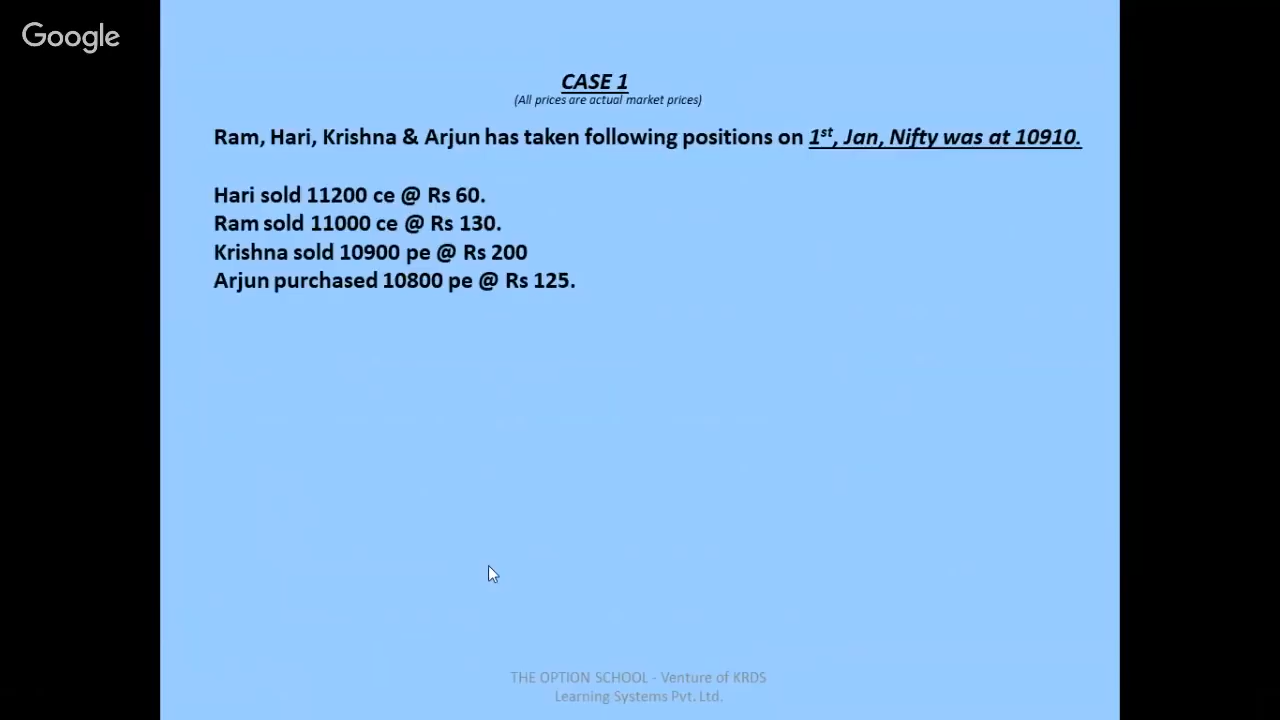 Google
CASE 1
(All prices are actual market prices)
Ram, Hari, Krishna & Arjun has taken following positions on 1st, Jan, Nifty was at 10910.
Hari sold 11200 ce @ Rs 60.
Ram sold 11000 ce @ Rs 130.
Krishna sold 10900 pe @ Rs 200
Arjun purchased 10800 pe @ Rs 125.
THE OPTION SCHOOL - Venture of KRDS
Learning Systems Pvt. Ltd.